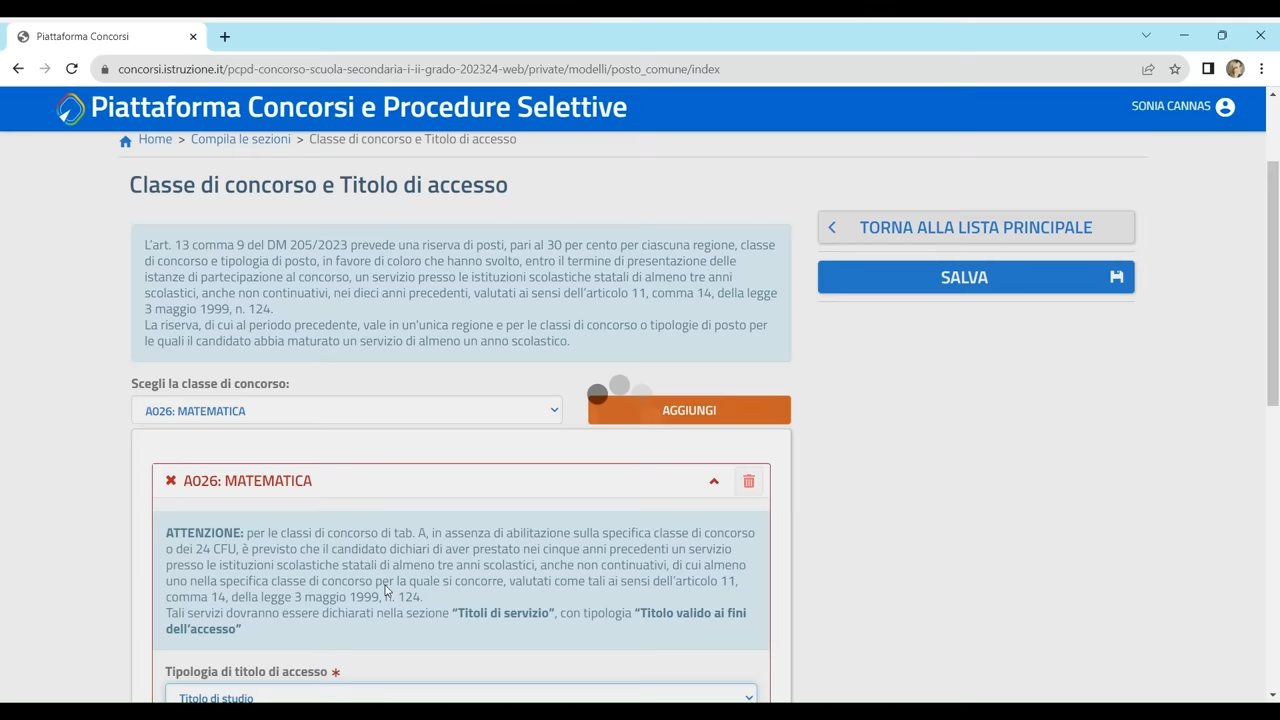 Piattaforma Concorsi
concorsi.istruzione.it/pcpd-concorso-scuola-secondaria-i-ii-grado-202324-web/private/modelli/posto_comune/index
Piattaforma Concorsi e Procedure Selettive
SONIA CANNAS
Home > Compila le sezioni > Classe di concorso e Titolo di accesso
Classe di concorso e Titolo di accesso
L'art. 13 comma 9 del DM 205/2023 prevede una riserva di posti, pari al 30 per cento per ciascuna regione, classe
di concorso e tipologia di posto, in favore di coloro che hanno svolto, entro il termine di presentazione delle
istanze di partecipazione al concorso, un servizio presso le istituzioni scolastiche statali di almeno tre anni
scolastici, anche non continuativi, nei dieci anni precedenti, valutati ai sensi dell'articolo 11, comma 14, della legge
3 maggio 1999, n. 124.
La riserva, di cui al periodo precedente, vale in un'unica regione e per le classi di concorso o tipologie di posto per
le quali il candidato abbia maturato un servizio di almeno un anno scolastico.
TORNA ALLA LISTA PRINCIPALE
SALVA
Scegli la classe di concorso:
A026: MATEMATICA
AGGIUNGI
A026: MATEMATICA
ATTENZIONE: per le classi di concorso di tab. A, in assenza di abilitazione sulla specifica classe di concorso
o dei 24 CFU, è previsto che il candidato dichiari di aver prestato nei cinque anni precedenti un servizio
presso le istituzioni scolastiche statali di almeno tre anni scolastici, anche non continuativi, di cui almeno
uno nella specifica classe di concorso per la quale si concorre, valutati come tali ai sensi dell'articolo 11,
comma 14, della legge 3 maggio 1999, n. 124.
Tali servizi dovranno essere dichiarati nella sezione “Titoli di servizio”, con tipologia “Titolo valido ai fini
dell'accesso”
Tipologia di titolo di accesso *
Titolo di studio